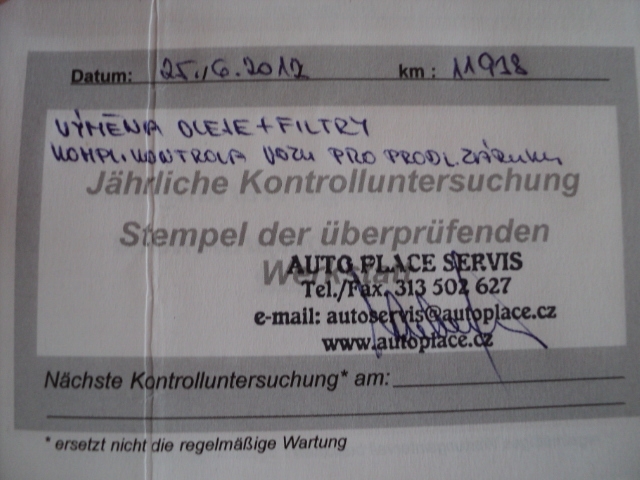 Datum: 25.,6.2012 km: 11918
VÝMĚNA OLEJE + FILTRY
KOMPL. KONTROLA VOZU PRO PRODL. ZÁRUKY
Jährliche Kontrolluntersuchung
Stempel der überprüfenden
Werkstatt
AUTO PLACE SERVIS
Tel./Fax. 313 502 627
e-mail: autoservis@autoplace.cz
www.autoplace.cz
Nächste Kontrolluntersuchung* am:
* ersetzt nicht die regelmäßige Wartung